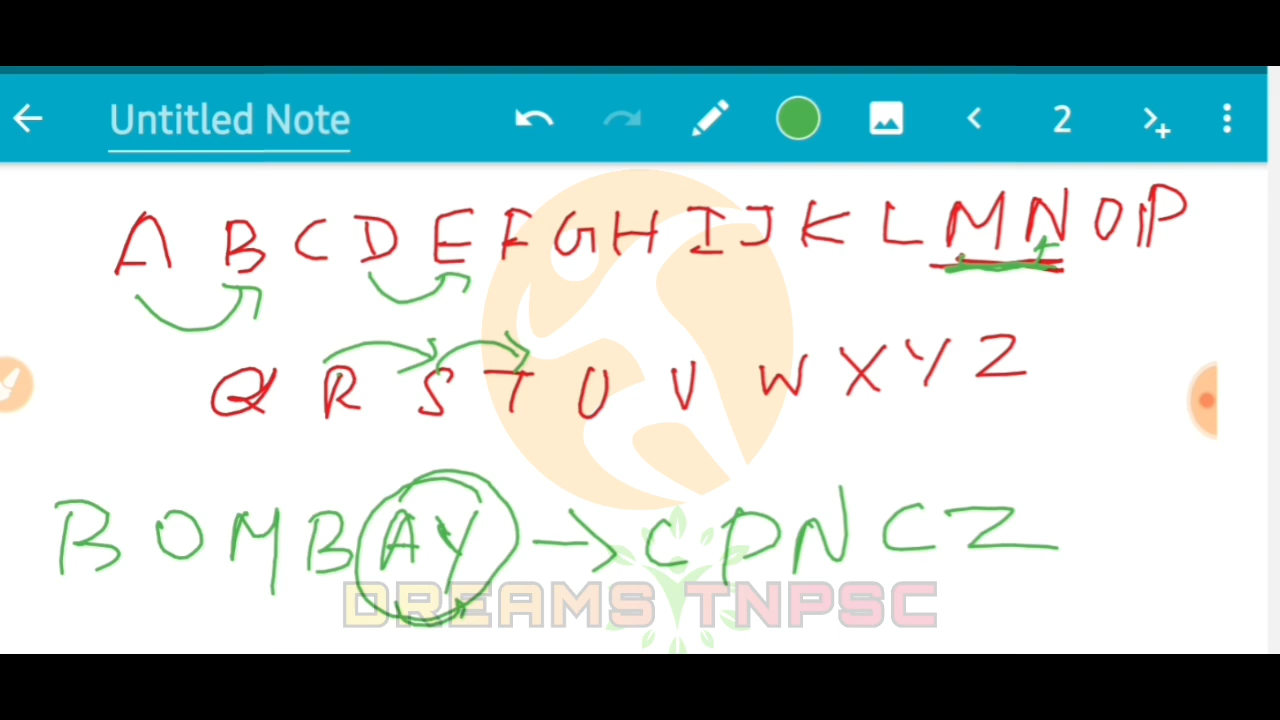 Untitled Note 2
A B C D E F G H I J K L M N O P
Q R S T U V W X Y Z
B O M B A Y → C P N C Z
DREAMS TNPSC